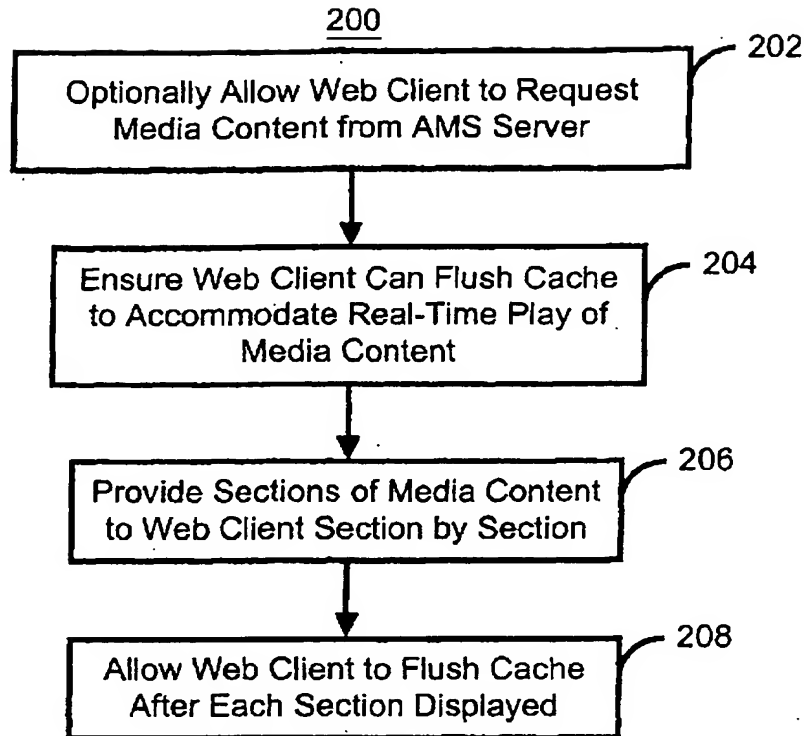 200
202
Optionally Allow Web Client to Request
Media Content from AMS Server
204
Ensure Web Client Can Flush Cache
to Accommodate Real-Time Play of
Media Content
206
Provide Sections of Media Content
to Web Client Section by Section
208
Allow Web Client to Flush Cache
After Each Section Displayed